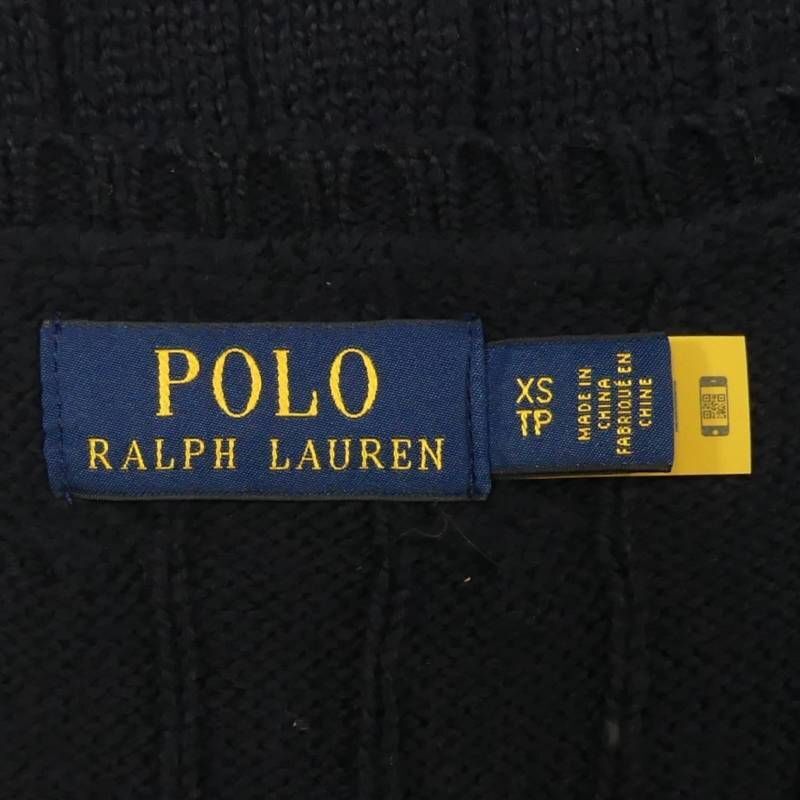 POLO
RALPH LAUREN
XS
TP
MADE IN
CHINA
FABRIQUÉ EN
CHINE